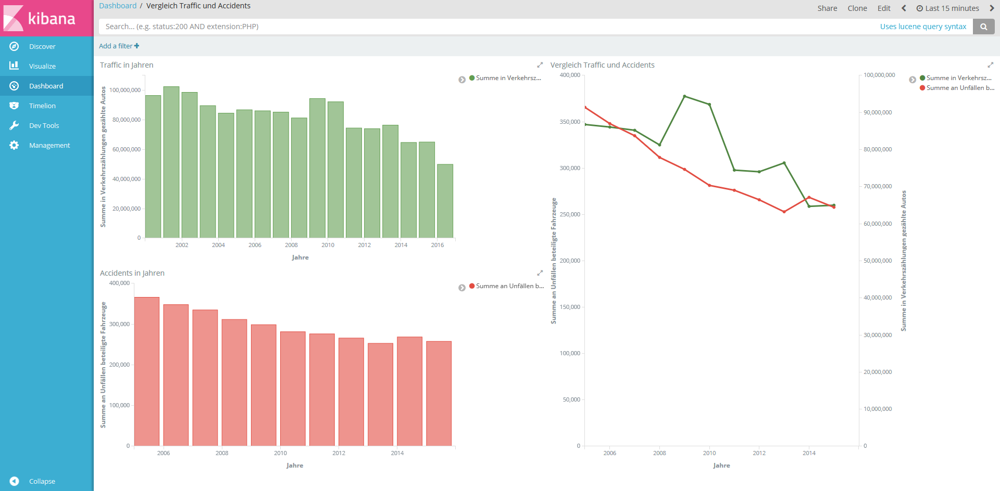 kibana
Discover
Visualize
Dashboard
Timelion
Dev Tools
Management
Collapse
Dashboard / Vergleich Traffic und Accidents
Share Clone Edit Last 15 minutes
Search... (e.g. status:200 AND extension:PHP)
Uses lucene query syntax
Add a filter
Traffic in Jahren
Summe in Verkehrszählungen gezählte Autos
100,000,000
80,000,000
60,000,000
40,000,000
20,000,000
0
2002 2004 2006 2008 2010 2012 2014 2016
Jahre
Summe in Verkehrsz...
Accidents in Jahren
Summe an Unfällen beteiligte Fahrzeuge
400,000
300,000
200,000
100,000
0
2006 2008 2010 2012 2014
Jahre
Summe an Unfällen b...
Vergleich Traffic und Accidents
Summe an Unfällen beteiligte Fahrzeuge
400,000
350,000
300,000
250,000
200,000
150,000
100,000
50,000
0
2006 2008 2010 2012 2014
Jahre
100,000,000
90,000,000
80,000,000
70,000,000
60,000,000
50,000,000
40,000,000
30,000,000
20,000,000
10,000,000
0
Summe in Verkehrszählungen gezählte Autos
Summe in Verkehrsz...
Summe an Unfällen b...